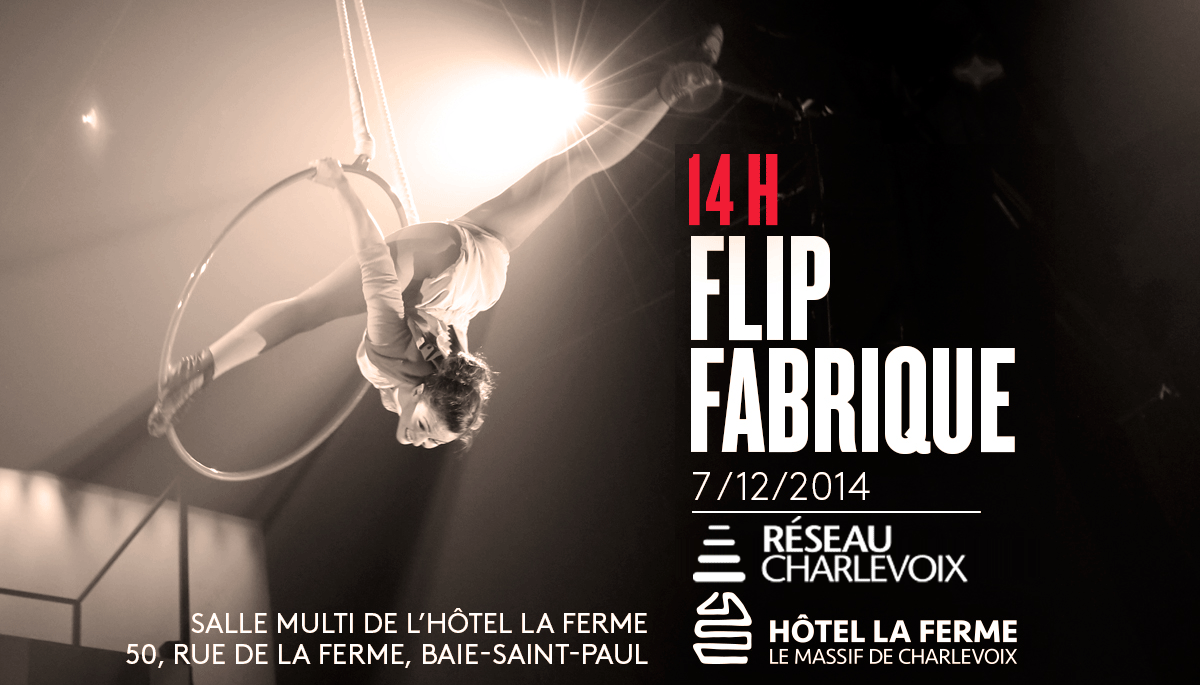 14 H
FLIP
FABRIQUE
7/12/2014
RÉSEAU
CHARLEVOIX
HÔTEL LA FERME
LE MASSIF DE CHARLEVOIX
SALLE MULTI DE L'HÔTEL LA FERME
50, RUE DE LA FERME, BAIE-SAINT-PAUL